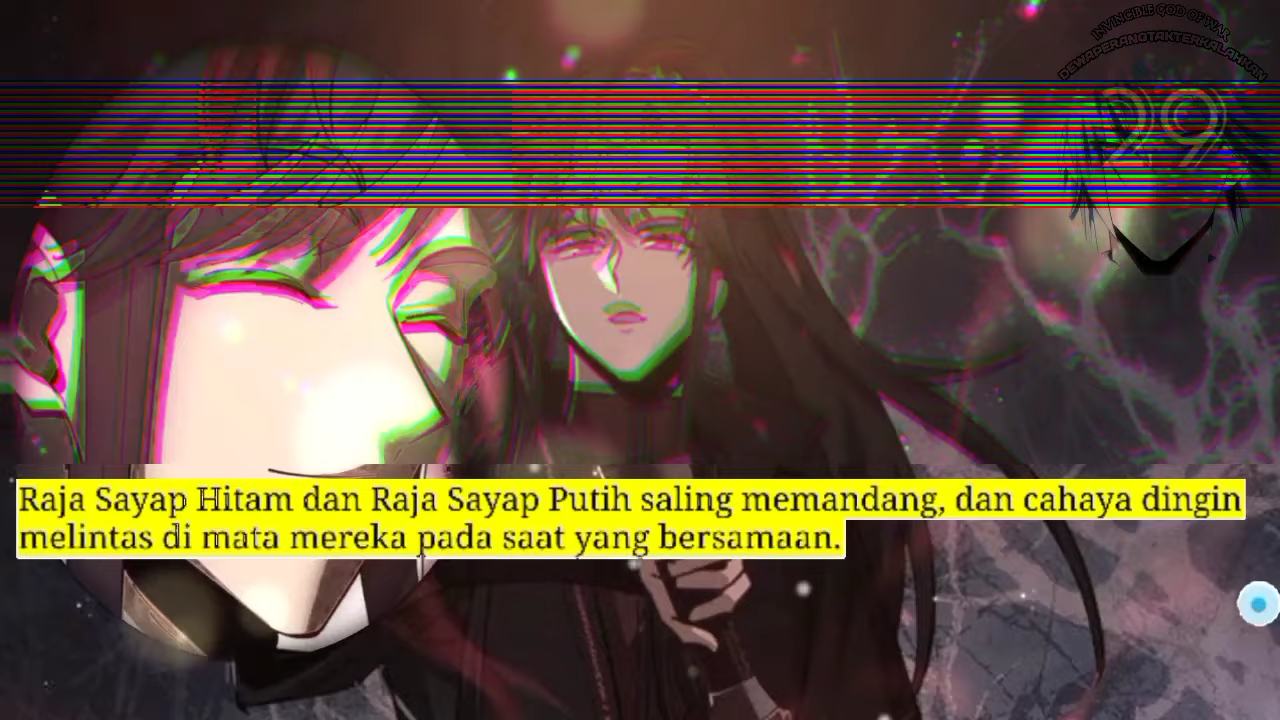 INVINCIBLE GOD OF WAR
DEWAPERANGTAKTERKALAHKAN
29
Raja Sayap Hitam dan Raja Sayap Putih saling memandang, dan cahaya dingin
melintas di mata mereka pada saat yang bersamaan.